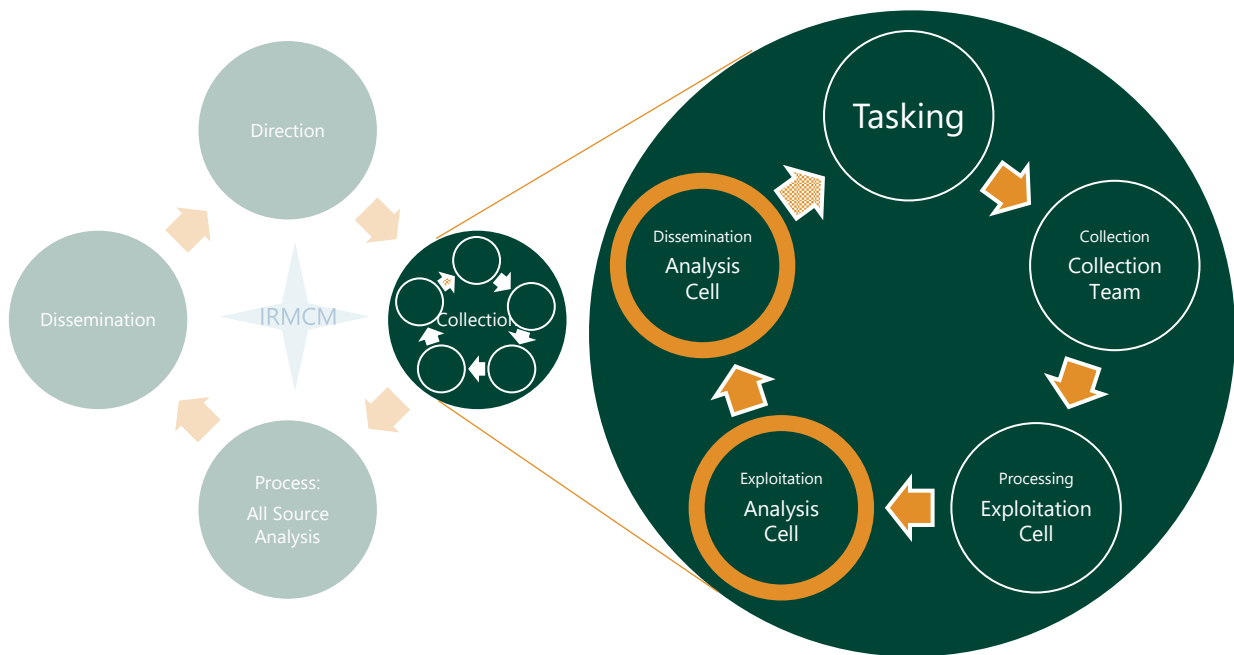 Direction
Dissemination
IRMCM
Collection
Process:
All Source
Analysis
Tasking
Collection
Collection
Team
Processing
Exploitation
Cell
Exploitation
Analysis
Cell
Dissemination
Analysis
Cell